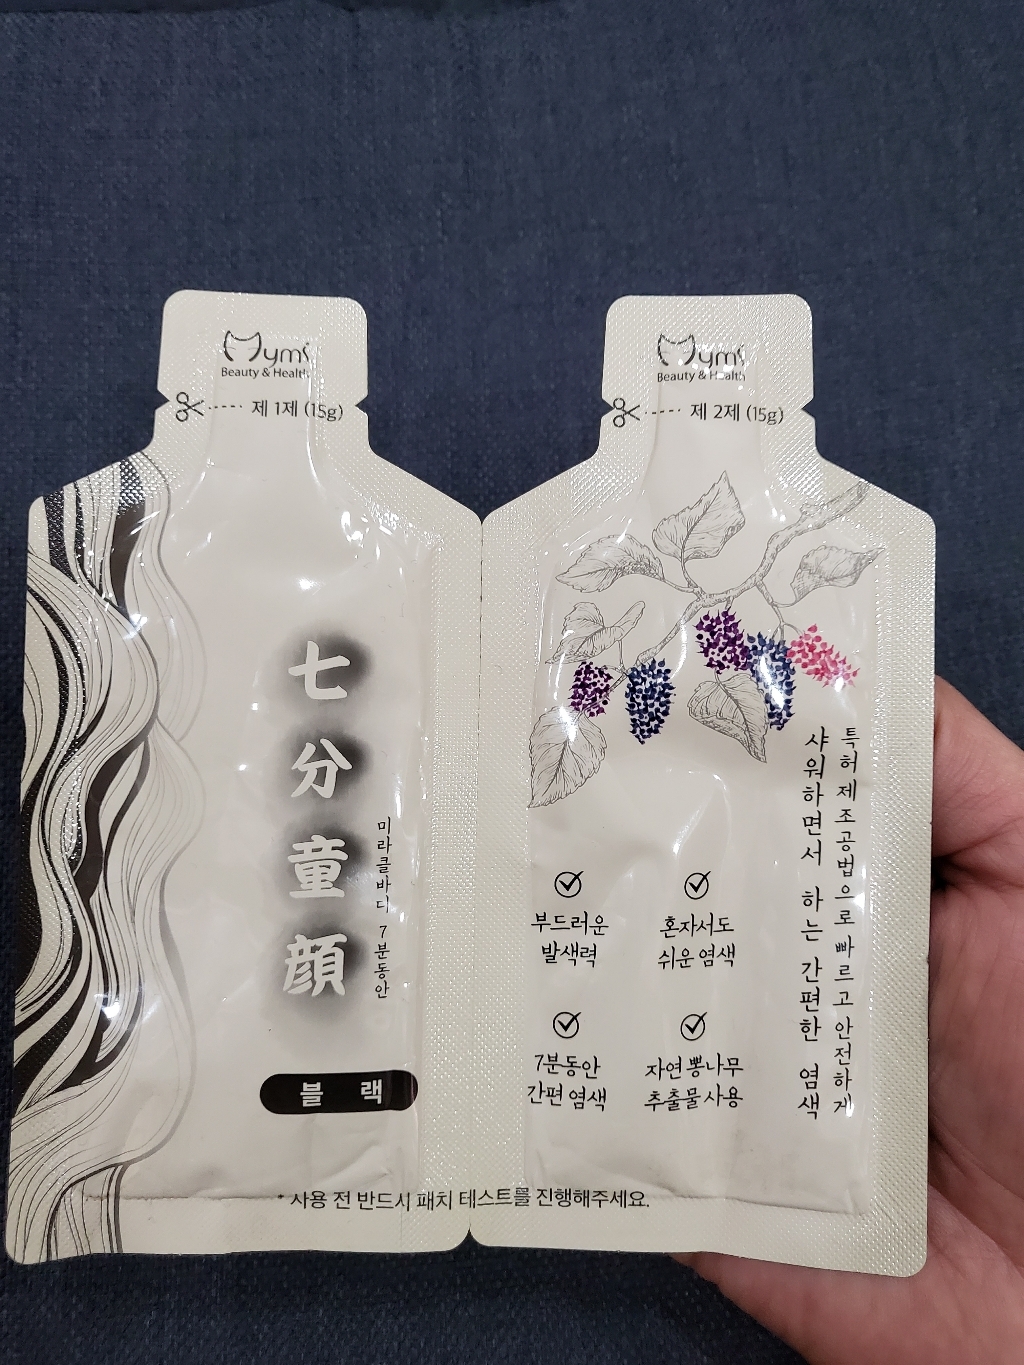 Myms
Beauty & Health
제 1제 (15g)
七分童顔
미라클바디 7분동안
블랙
Myms
Beauty & Health
제 2제 (15g)
특허제조공법으로 빠르고 안전하게
샤워하면서 하는 간편한 염색
부드러운
발색력
혼자서도
쉬운 염색
7분동안
간편 염색
자연 뽕나무
추출물 사용
* 사용 전 반드시 패치 테스트를 진행해주세요.